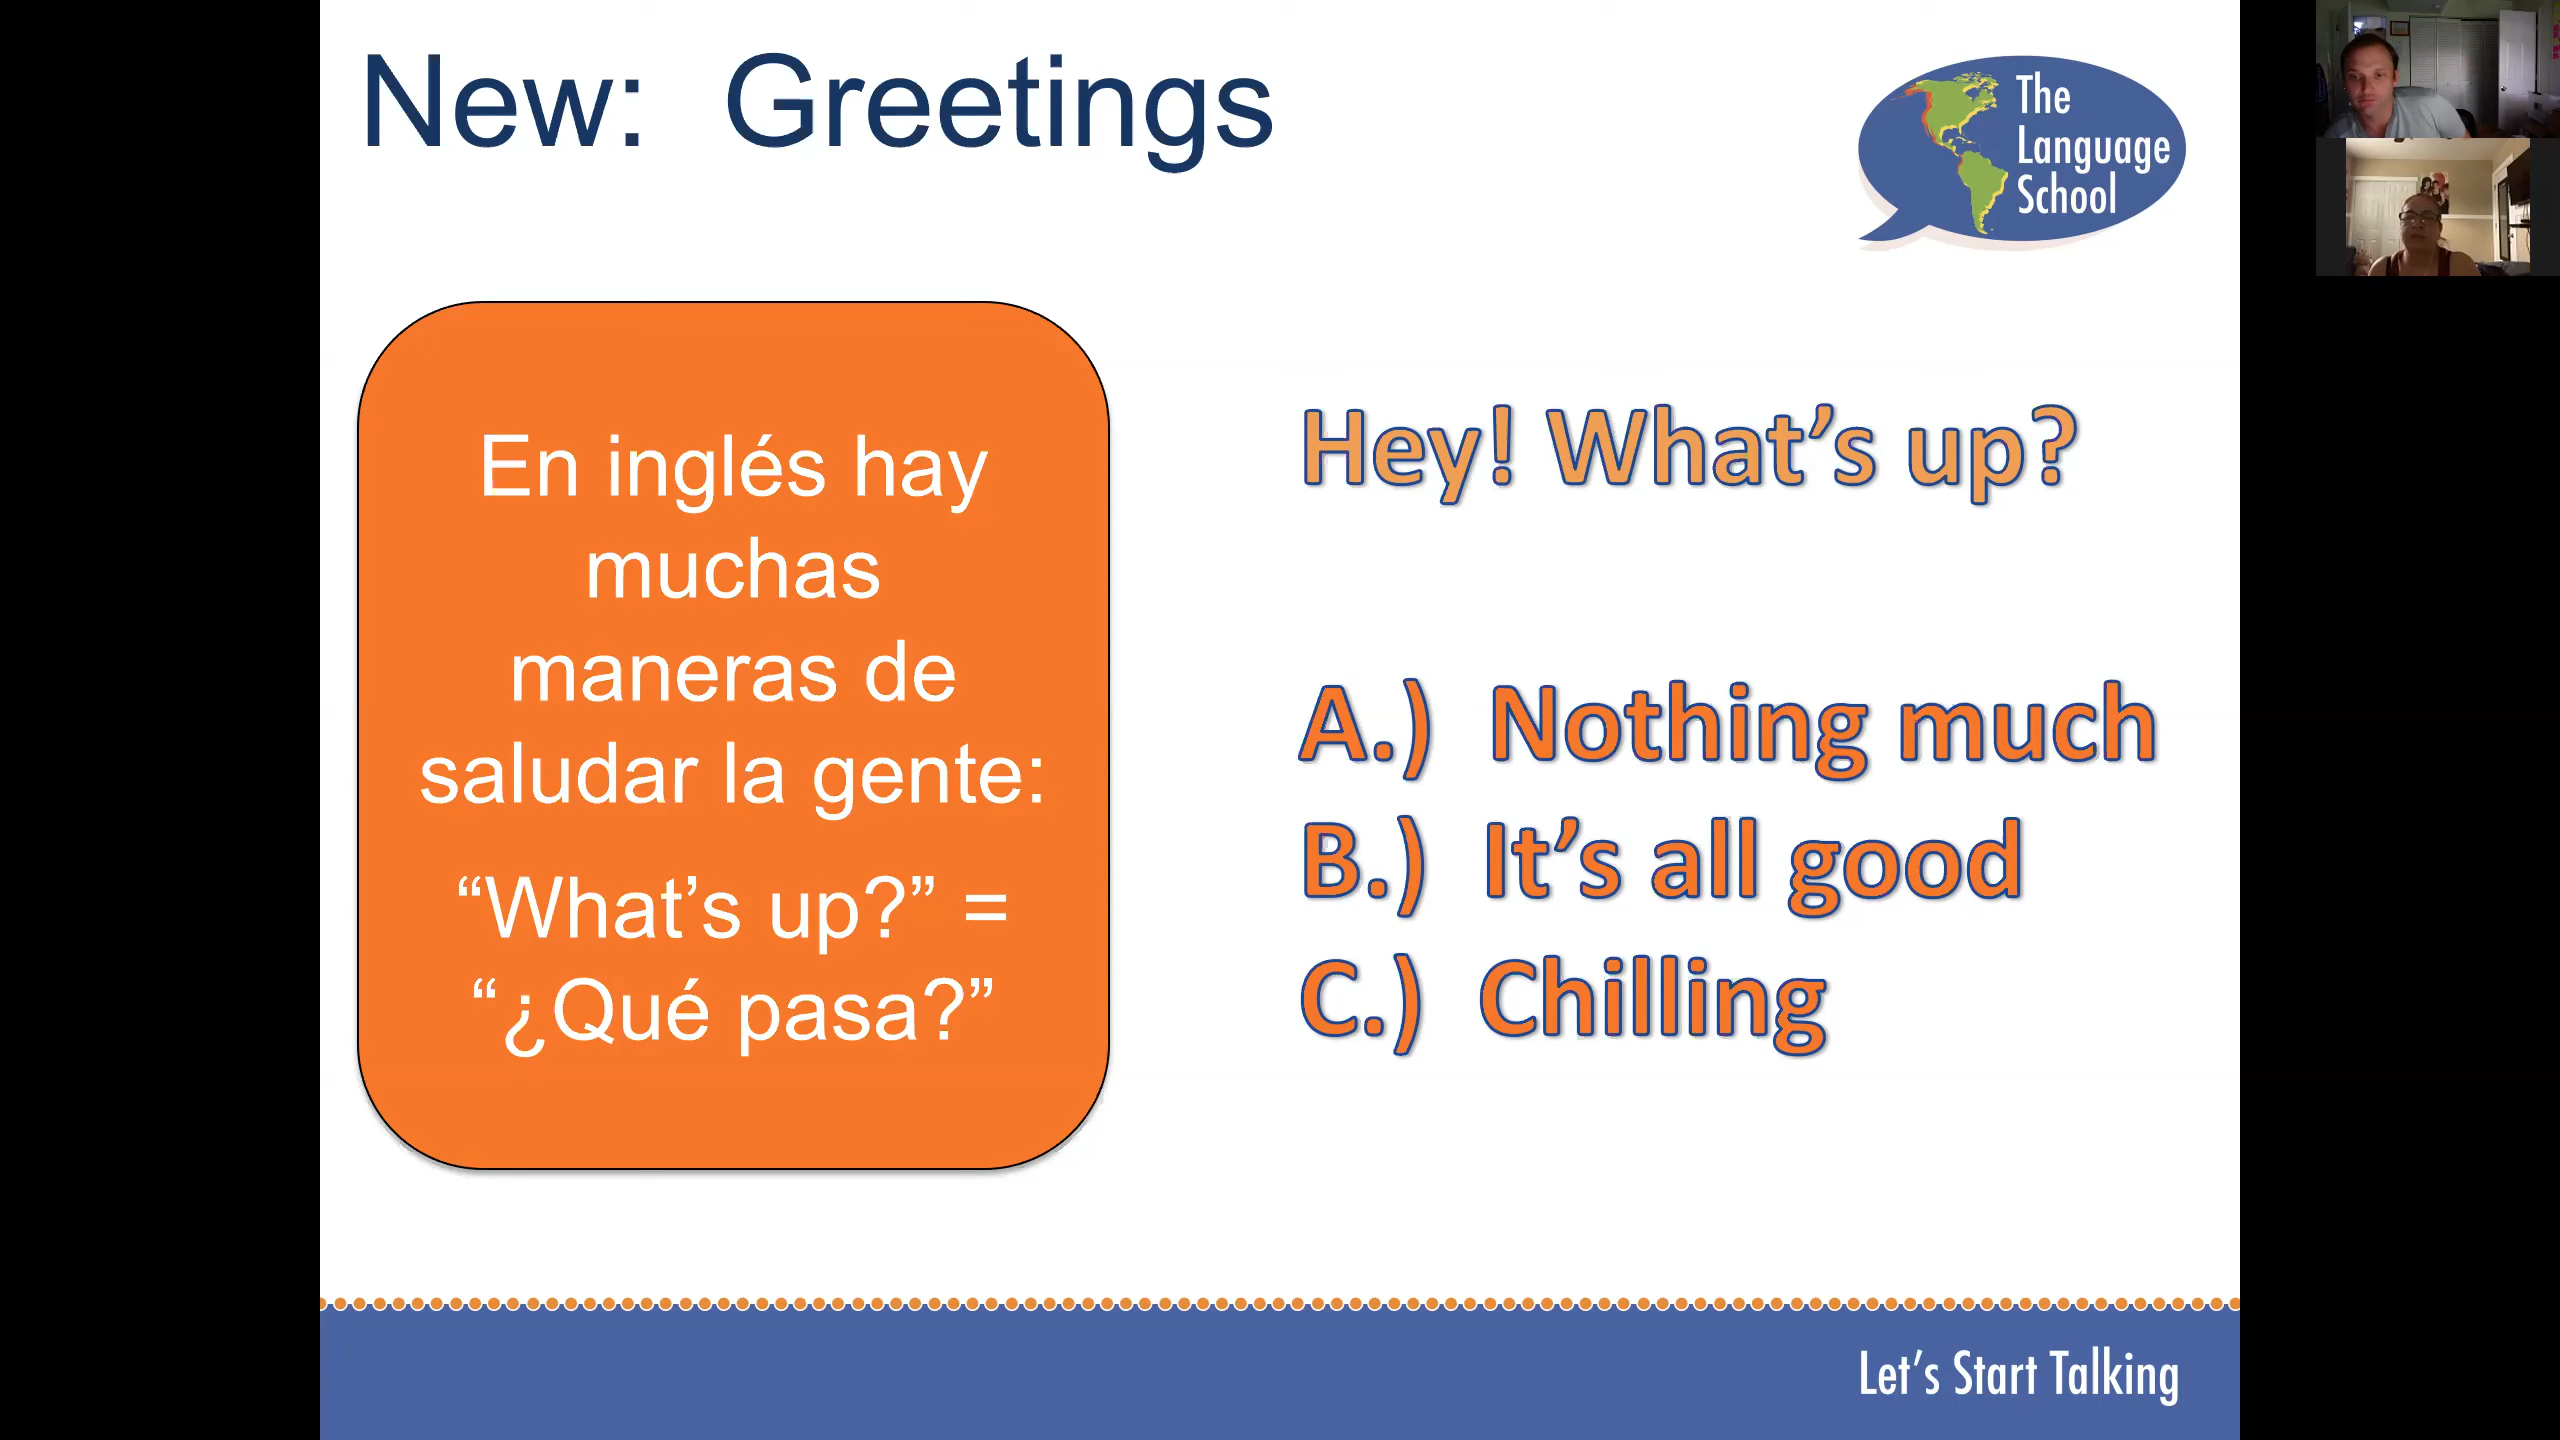 New: Greetings
The
Language
School
En inglés hay
muchas
maneras de
saludar la gente:
“What’s up?” =
“¿Qué pasa?”
Hey! What’s up?
A.) Nothing much
B.) It’s all good
C.) Chilling
Let’s Start Talking